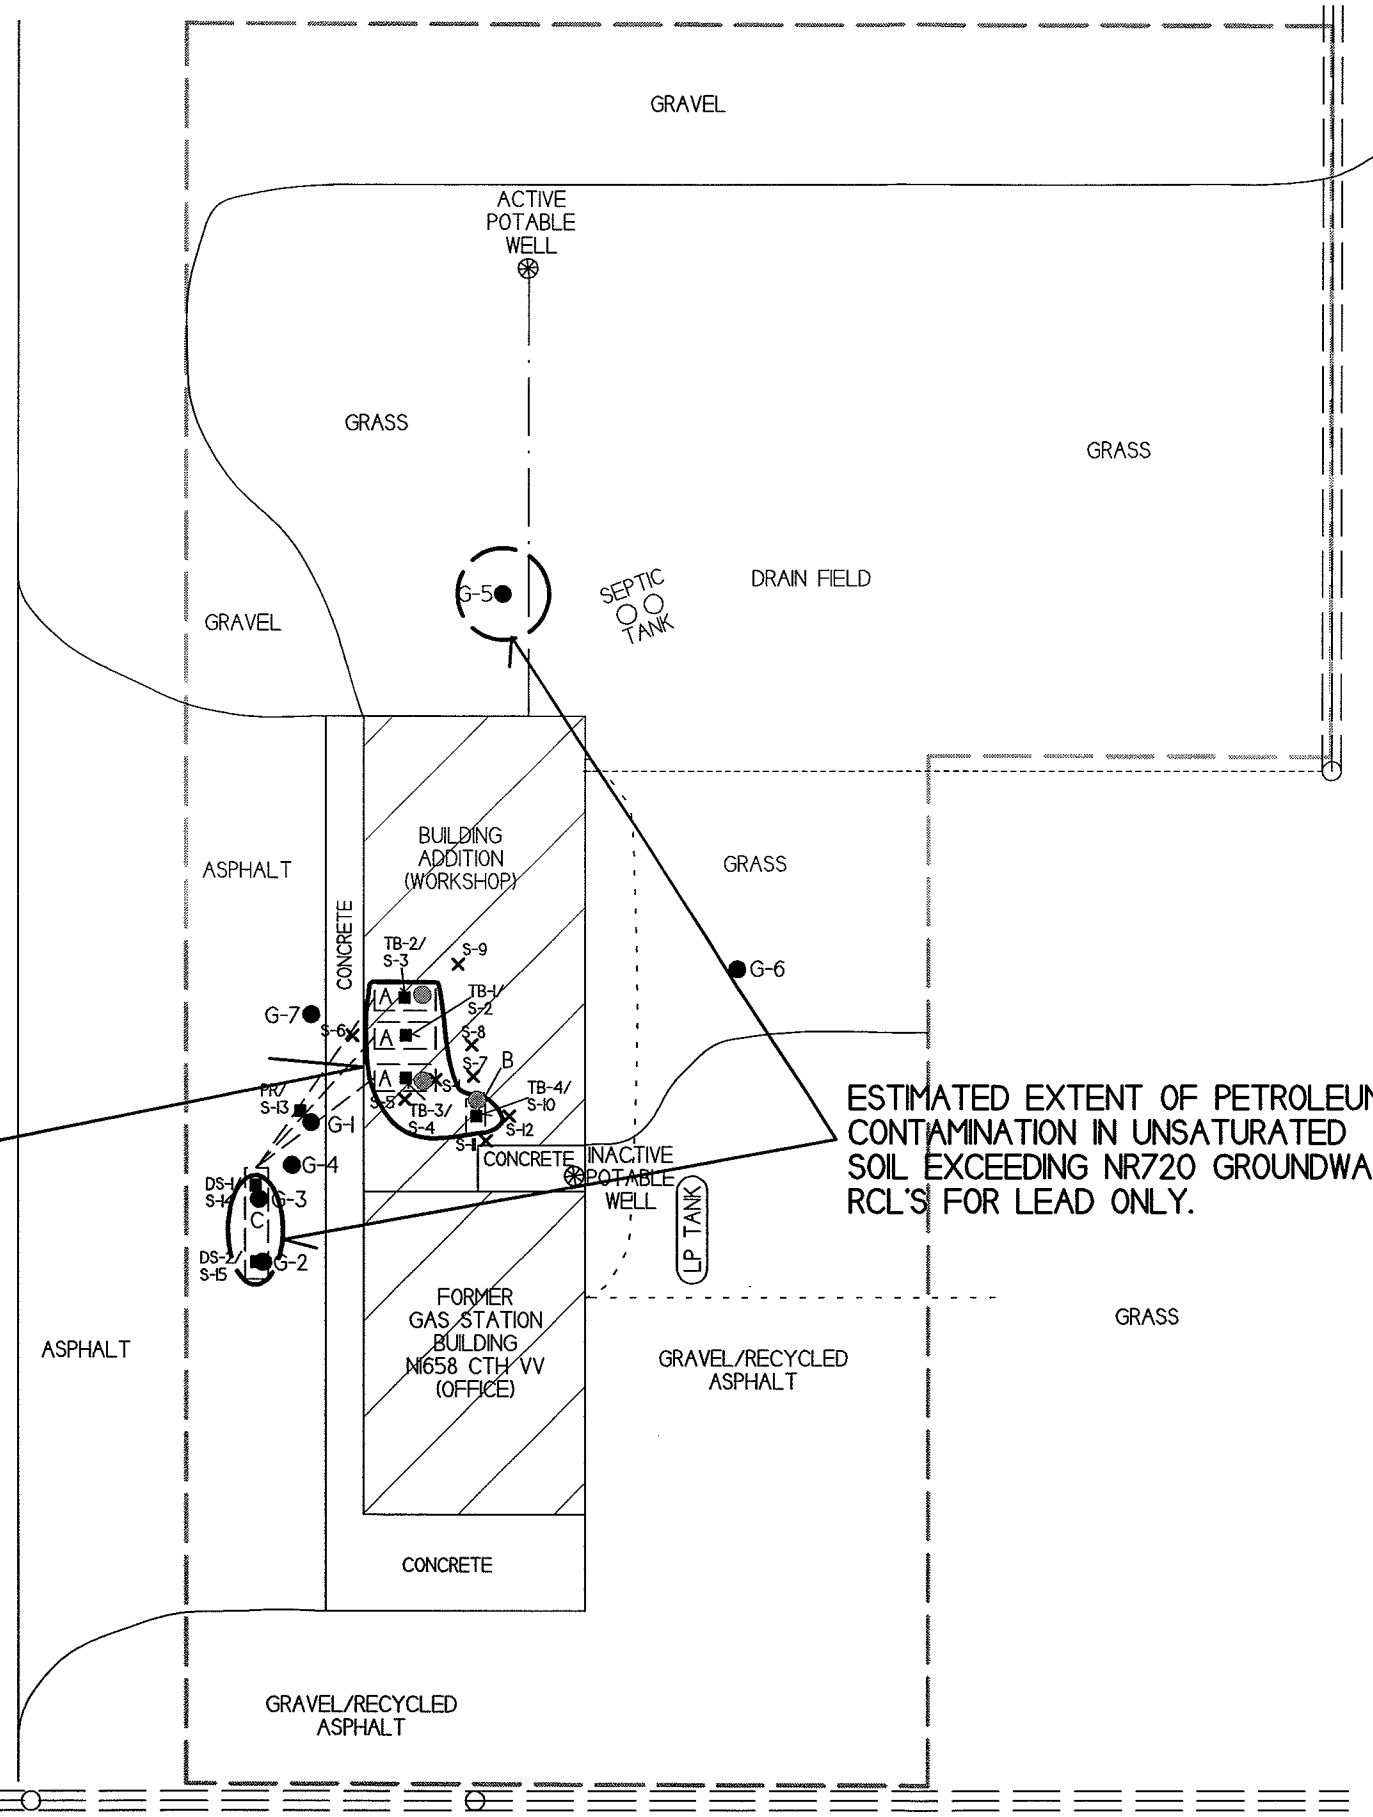 GRAVEL
ACTIVE
POTABLE
WELL
GRASS
GRASS
G-5
SEPTIC
TANK
DRAIN FIELD
GRAVEL
BUILDING
ADDITION
(WORKSHOP)
ASPHALT
GRASS
CONCRETE
TB-2/
S-3
S-9
G-6
A
TB-1/
S-2
G-7
S-6
A
S-8
S-7
B
A
S-1
S-5
TB-3/
S-4
TB-4/
S-10
PR/
S-13
G-1
S-12
S-11
ESTIMATED EXTENT OF PETROLEUM
CONTAMINATION IN UNSATURATED
SOIL EXCEEDING NR720 GROUNDWA
RCL'S FOR LEAD ONLY.
G-4
CONCRETE
INACTIVE
POTABLE
WELL
DS-1/
S-14
G-3
C
LP TANK
DS-2/
S-15
G-2
FORMER
GAS STATION
BUILDING
N1658 CTH VV
(OFFICE)
GRASS
ASPHALT
GRAVEL/RECYCLED
ASPHALT
CONCRETE
GRAVEL/RECYCLED
ASPHALT